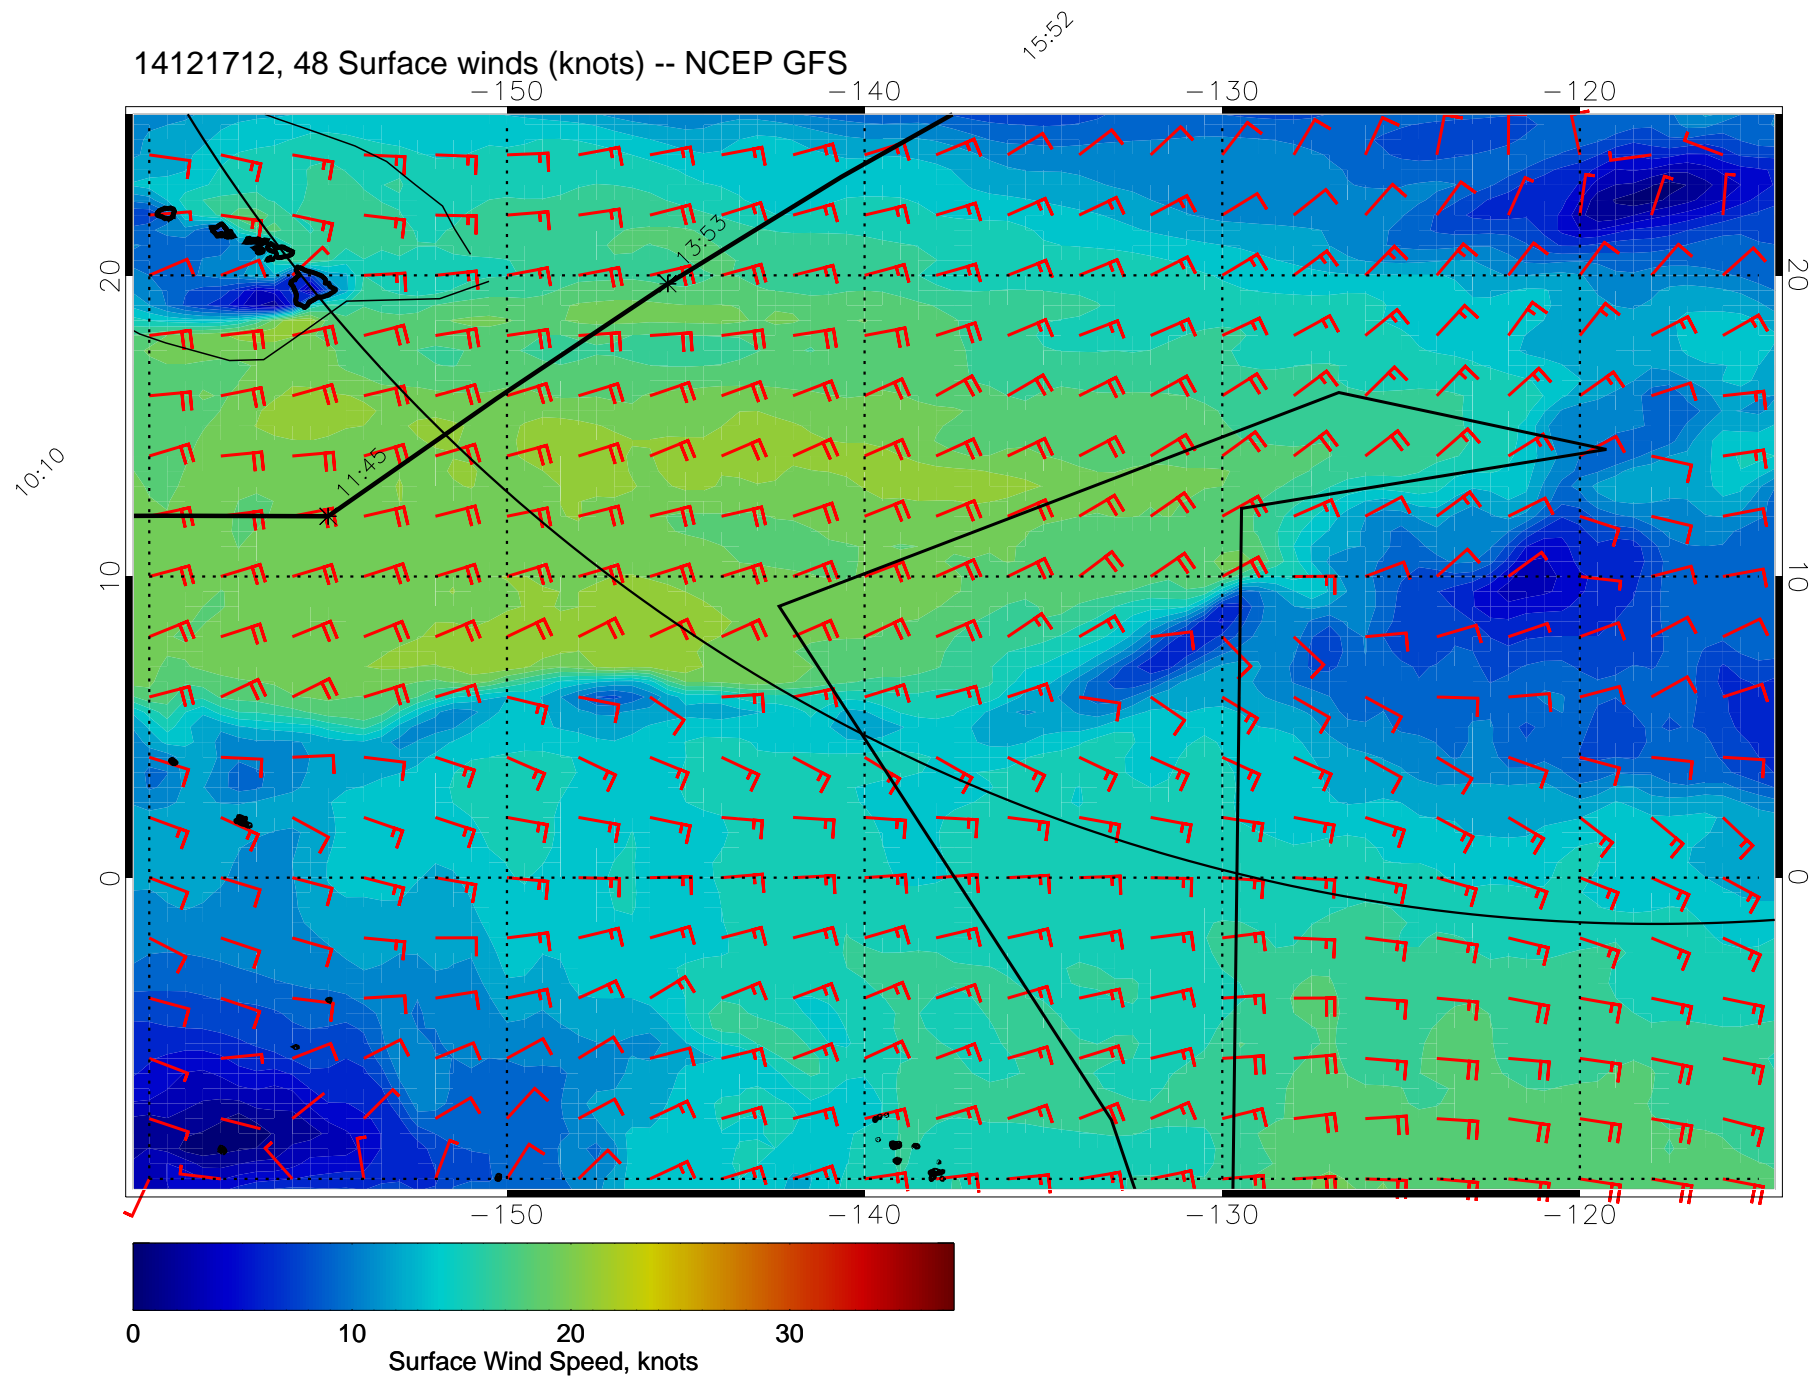 15:52
14121712, 48 Surface winds (knots) -- NCEP GFS
-150 -140 -130 -120
13:53
20 20
11:45
10:10
10 10
0 0
-150 -140 -130 -120
0 10 20 30
Surface Wind Speed, knots